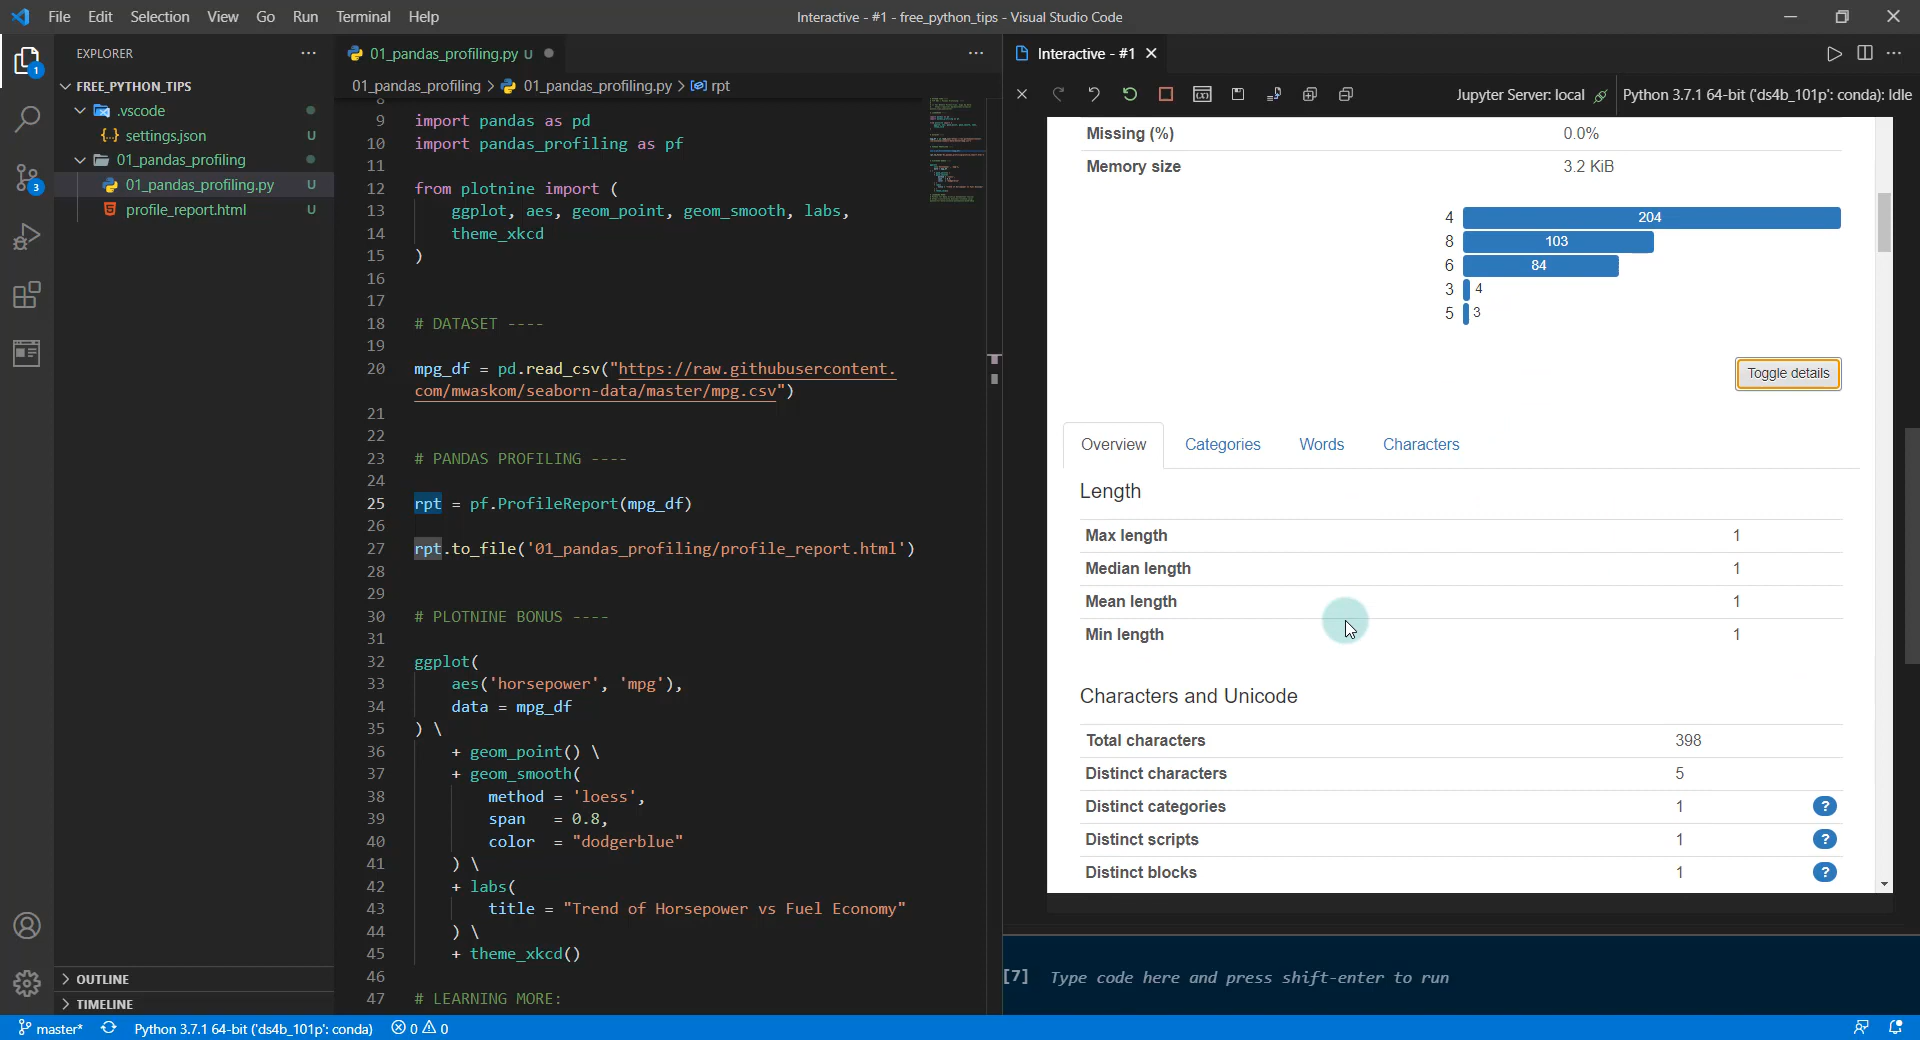 File Edit Selection View Go Run Terminal Help
Interactive - #1 - free_python_tips - Visual Studio Code
EXPLORER
FREE_PYTHON_TIPS
.vscode
settings.json U
01_pandas_profiling
01_pandas_profiling.py U
profile_report.html U
OUTLINE
TIMELINE
01_pandas_profiling.py U
01_pandas_profiling > 01_pandas_profiling.py > rpt
8
9 import pandas as pd
10 import pandas_profiling as pf
11
12 from plotnine import (
13 ggplot, aes, geom_point, geom_smooth, labs,
14 theme_xkcd
15 )
16
17
18 # DATASET ----
19
20 mpg_df = pd.read_csv("https://raw.githubusercontent.
com/mwaskom/seaborn-data/master/mpg.csv")
21
22
23 # PANDAS PROFILING ----
24
25 rpt = pf.ProfileReport(mpg_df)
26
27 rpt.to_file('01_pandas_profiling/profile_report.html')
28
29
30 # PLOTNINE BONUS ----
31
32 ggplot(
33 aes('horsepower', 'mpg'),
34 data = mpg_df
35 ) \
36 + geom_point() \
37 + geom_smooth(
38 method = 'loess',
39 span = 0.8,
40 color = "dodgerblue"
41 ) \
42 + labs(
43 title = "Trend of Horsepower vs Fuel Economy"
44 ) \
45 + theme_xkcd()
46
47 # LEARNING MORE:
Interactive - #1
Jupyter Server: local Python 3.7.1 64-bit ('ds4b_101p': conda): Idle
Missing (%) 0.0%
Memory size 3.2 KiB
4 204
8 103
6 84
3 4
5 3
Toggle details
Overview Categories Words Characters
Length
Max length 1
Median length 1
Mean length 1
Min length 1
Characters and Unicode
Total characters 398
Distinct characters 5
Distinct categories 1 ?
Distinct scripts 1 ?
Distinct blocks 1 ?
[7] Type code here and press shift-enter to run
1
3
master* Python 3.7.1 64-bit ('ds4b_101p': conda) 0 0